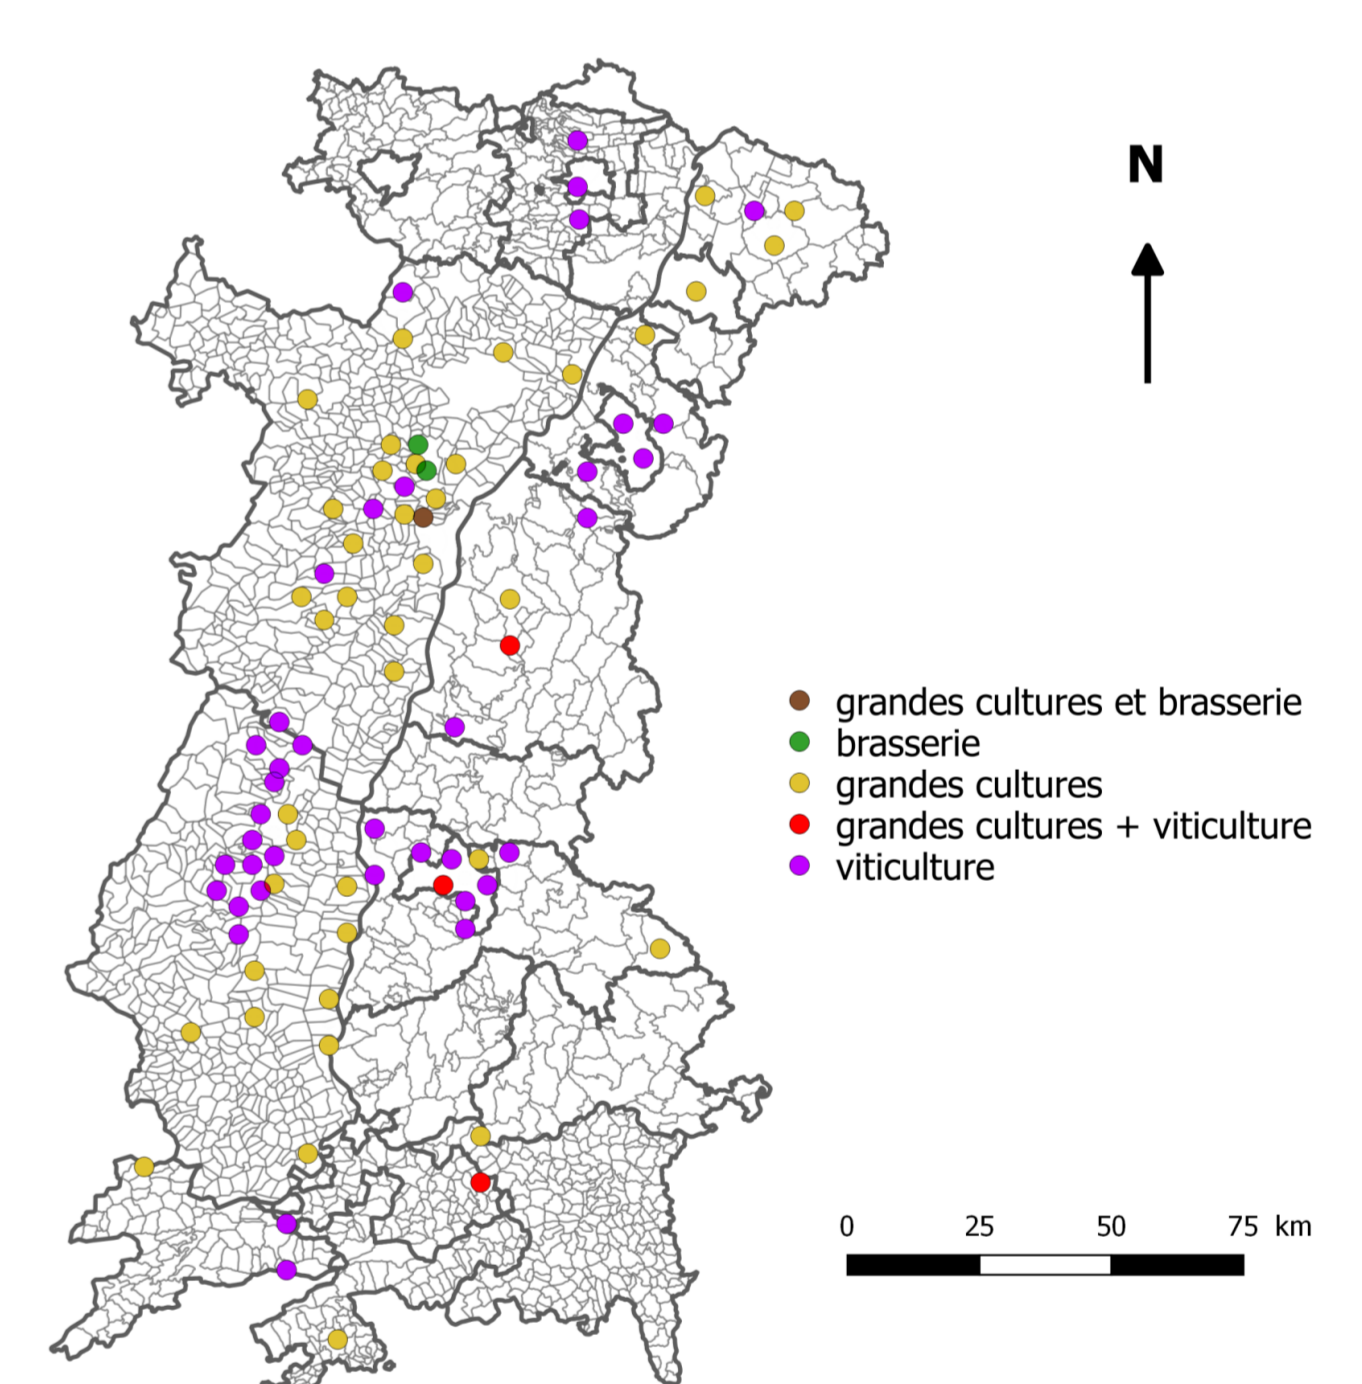 N
grandes cultures et brasserie
brasserie
grandes cultures
grandes cultures + viticulture
viticulture
0 25 50 75 km